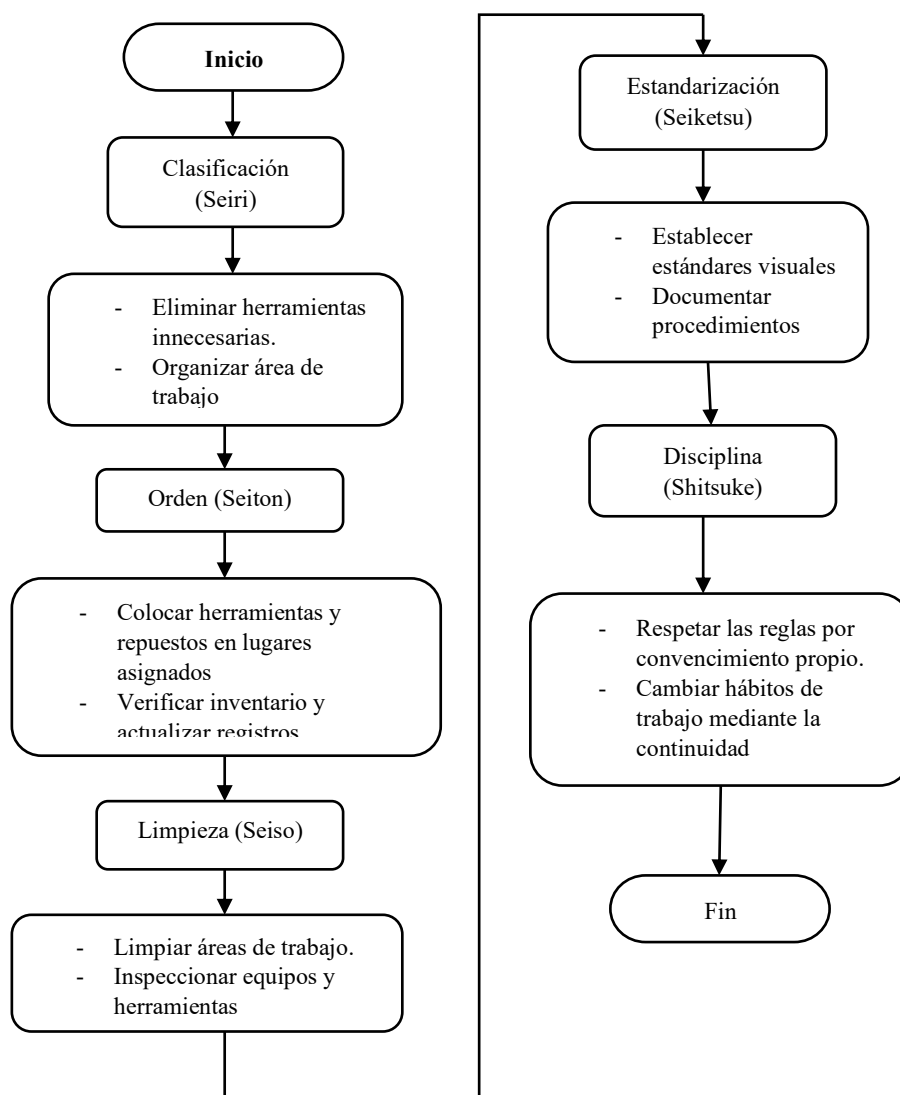 Inicio
Clasificación
(Seiri)
- Eliminar herramientas
innecesarias.
- Organizar área de
trabajo
Orden (Seiton)
- Colocar herramientas y
repuestos en lugares
asignados
- Verificar inventario y
actualizar registros
Limpieza (Seiso)
- Limpiar áreas de trabajo.
- Inspeccionar equipos y
herramientas
Estandarización
(Seiketsu)
- Establecer
estándares visuales
- Documentar
procedimientos
Disciplina
(Shitsuke)
- Respetar las reglas por
convencimiento propio.
- Cambiar hábitos de
trabajo mediante la
continuidad
Fin